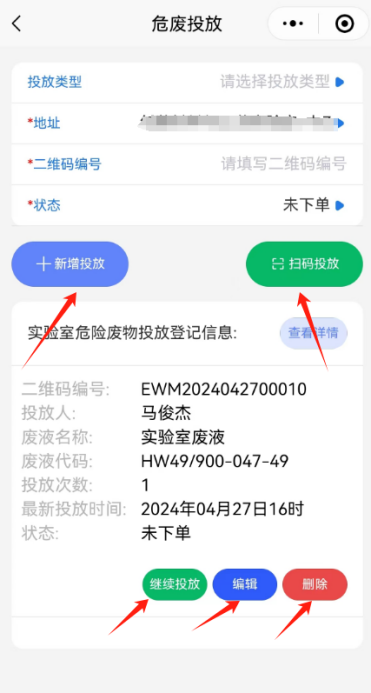 危废投放
投放类型 请选择投放类型
*地址
*二维码编号 请填写二维码编号
*状态 未下单
+新增投放 扫码投放
实验室危险废物投放登记信息: 查看详情
二维码编号: EWM2024042700010
投放人: 马俊杰
废液名称: 实验室废液
废液代码: HW49/900-047-49
投放次数: 1
最新投放时间: 2024年04月27日16时
状态: 未下单
继续投放 编辑 删除